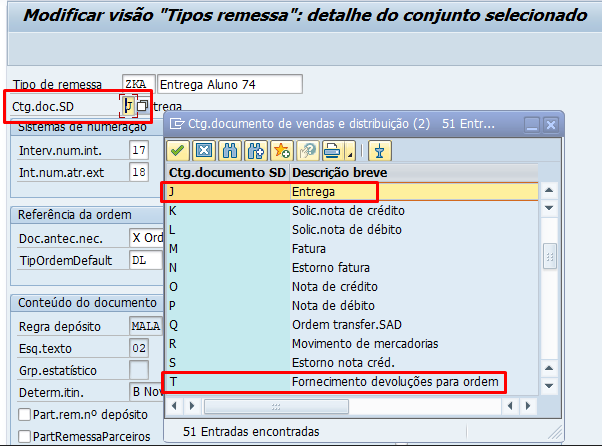 Modificar visão "Tipos remessa": detalhe do conjunto selecionado
Tipo de remessa ZKA Entrega Aluno 74
Ctg.doc.SD J trega
Sistemas de numeração
Interv.num.int. 17
Int.num.atr.ext 18
Referência da ordem
Doc.antec.nec. X Ord
TipOrdemDefault DL
Conteúdo do documento
Regra depósito MALA
Esq.texto 02
Grp.estatístico
Determ.itin. B Nov
Part.rem.nº depósito
PartRemessaParceiros
Ctg.documento de vendas e distribuição (2) 51 Entr...
Ctg.documento SD Descrição breve
J Entrega
K Solic.nota de crédito
L Solic.nota de débito
M Fatura
N Estorno fatura
O Nota de crédito
P Nota de débito
Q Ordem transfer.SAD
R Movimento de mercadorias
S Estorno nota créd.
T Fornecimento devoluções para ordem
51 Entradas encontradas